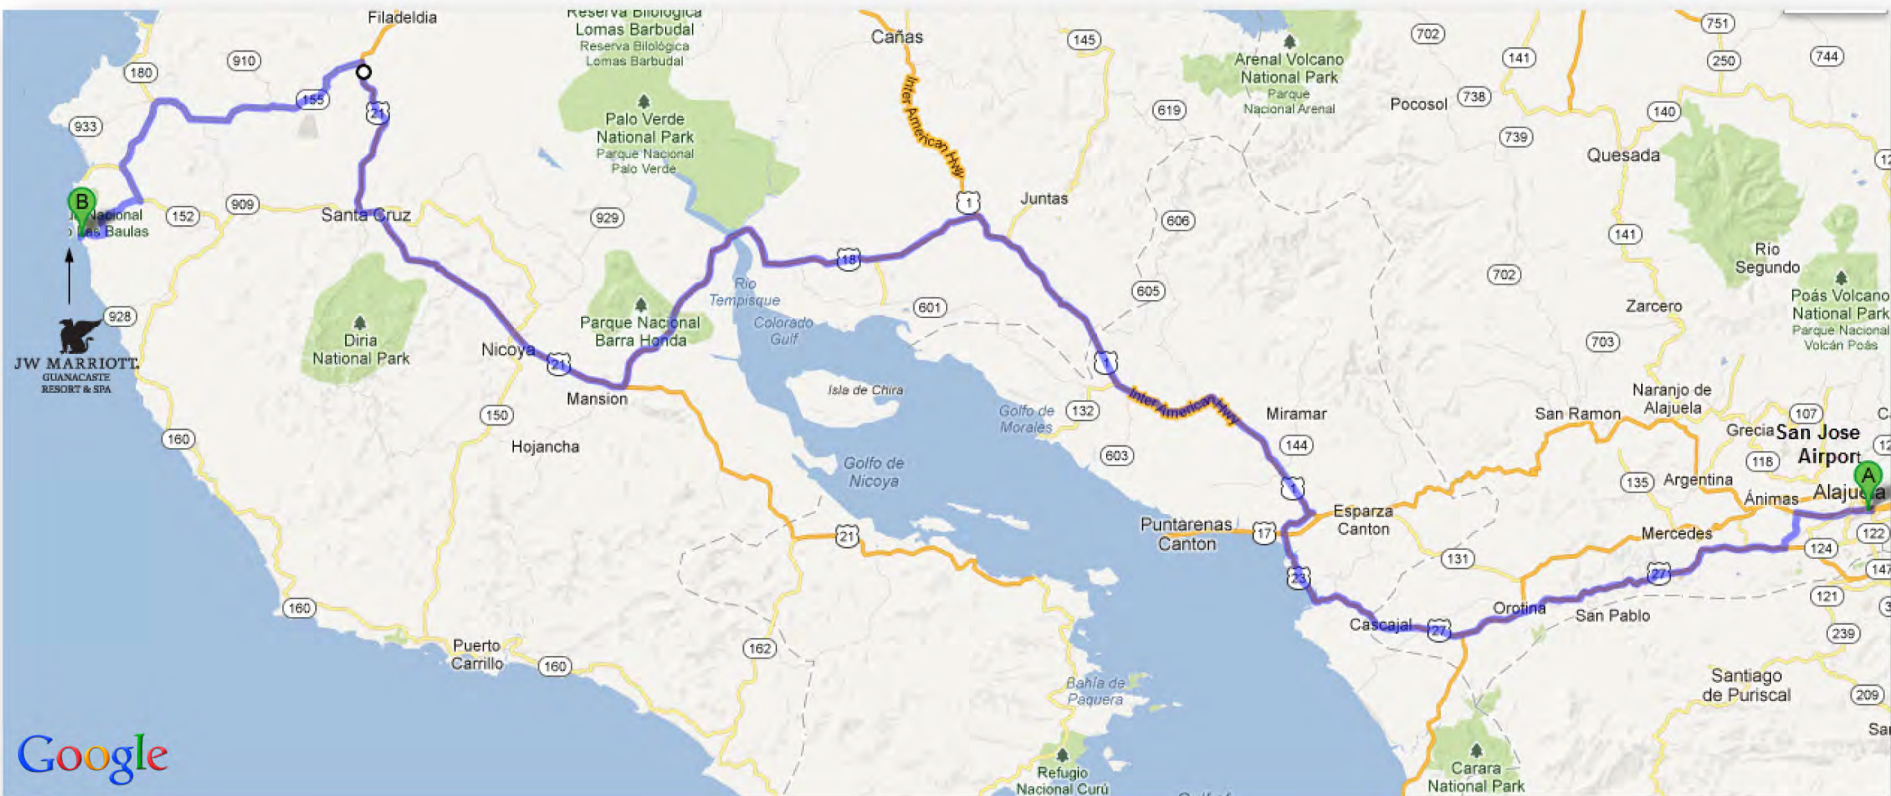 Filadeldia
Reserva Bilológica
Lomas Barbudal
Reserva Bilológica
Lomas Barbudal
Cañas
145
Arenal Volcano
National Park
Parque
Nacional Arenal
702
751
141
250
744
910
180
155
21
933
Palo Verde
National Park
Parque Nacional
Palo Verde
Inter American Hwy
619
Pocosol
738
739
140
Quesada
B
Nacional
Las Baulas
152
909
Santa Cruz
929
1
Juntas
606
141
18
Rio
Segundo
702
Rio
Tempisque
605
601
Poás Volcano
National Park
Parque Nacional
Volcán Poás
Zarcero
928
JW MARRIOTT
GUANACASTE
RESORT & SPA
Diria
National Park
Nicoya
21
Parque Nacional
Barra Honda
Colorado
Gulf
703
1
Mansion
Isla de Chira
Golfo de
Morales
132
Inter American Hwy
Miramar
Naranjo de
Alajuela
San Ramon
107
150
160
Hojancha
144
603
Grecia
San Jose
Airport
118
Golfo de
Nicoya
1
135
Argentina
A
Ánimas
Alajuela
Esparza
Canton
Puntarenas
Canton
17
21
Mercedes
122
124
131
23
27
147
160
Orotina
San Pablo
121
Cascajal
27
239
Puerto
Carrillo
160
162
Bahía de
Paquera
Santiago
de Puriscal
209
Google
Refugio
Nacional Curú
Carara
National Park